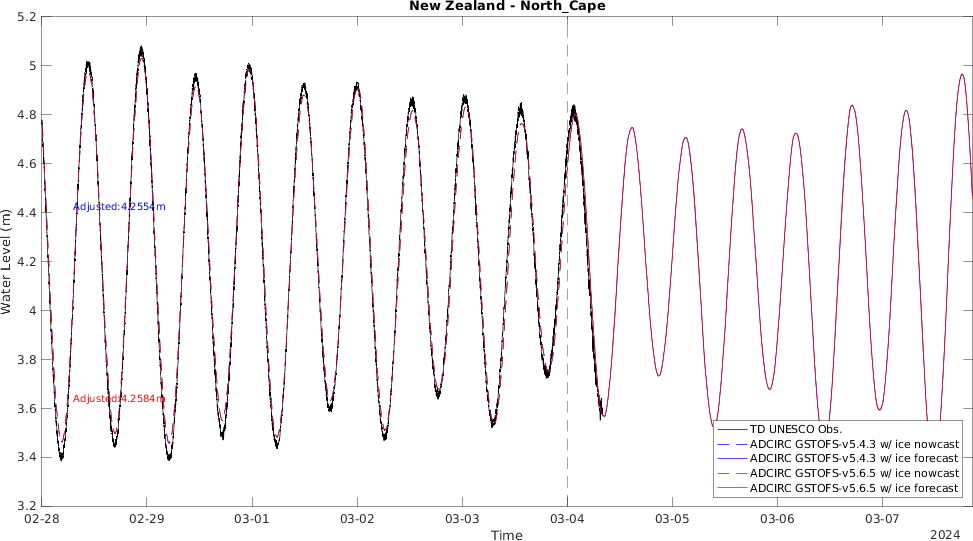 New Zealand - North_Cape
5.2
5
4.8
4.6
4.4
4.2
4
3.8
3.6
3.4
3.2
Water Level (m)
Adjusted:4.2554m
Adjusted:4.2584m
TD UNESCO Obs.
ADCIRC GSTOFS-v5.4.3 w/ ice nowcast
ADCIRC GSTOFS-v5.4.3 w/ ice forecast
ADCIRC GSTOFS-v5.6.5 w/ ice nowcast
ADCIRC GSTOFS-v5.6.5 w/ ice forecast
02-28 02-29 03-01 03-02 03-03 03-04 03-05 03-06 03-07
Time
2024